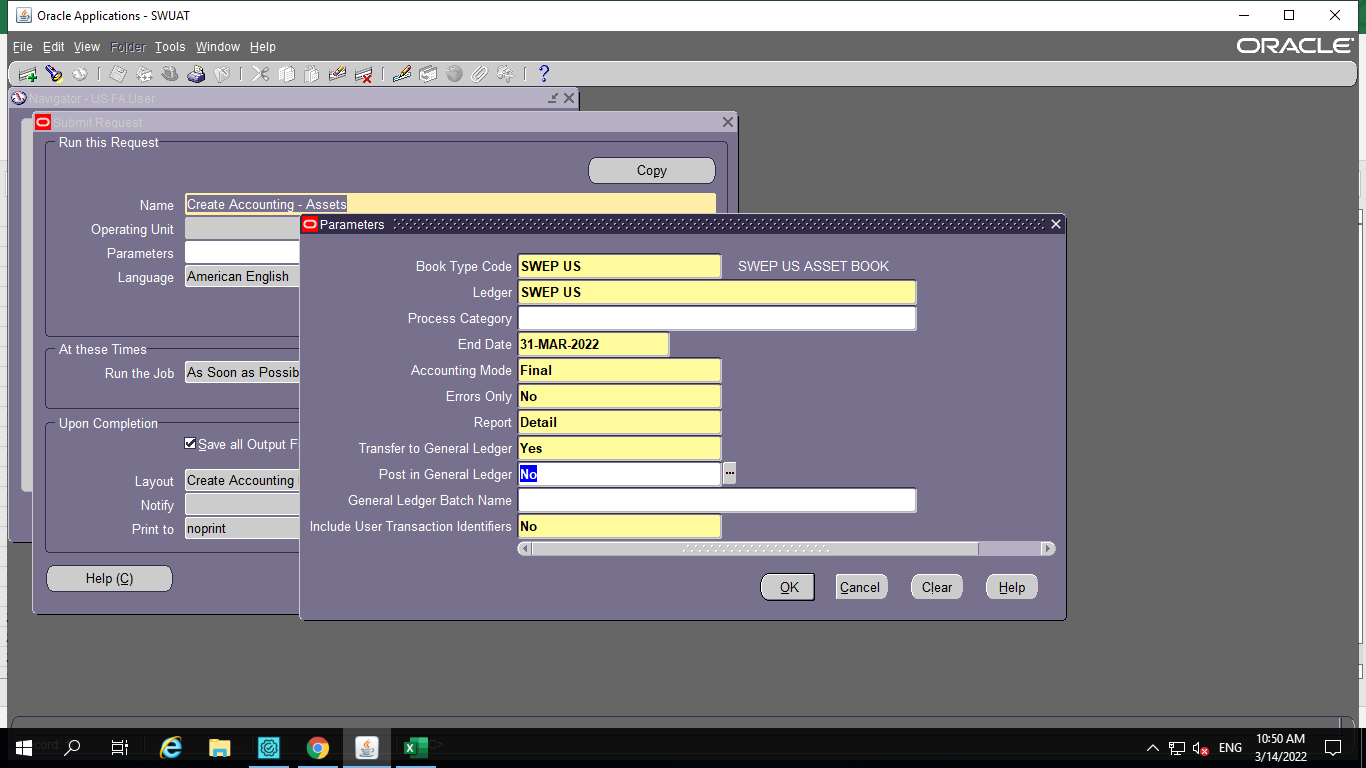 Oracle Applications - SWUAT
File Edit View Folder Tools Window Help
ORACLE
Navigator - US FA User
Submit Request
Run this Request
Copy
Name Create Accounting - Assets
Operating Unit
Parameters
Language American English
At these Times
Run the Job As Soon as Possib
Upon Completion
Save all Output F
Layout Create Accounting
Notify
Print to noprint
Help (C)
Parameters
Book Type Code SWEP US SWEP US ASSET BOOK
Ledger SWEP US
Process Category
End Date 31-MAR-2022
Accounting Mode Final
Errors Only No
Report Detail
Transfer to General Ledger Yes
Post in General Ledger No
General Ledger Batch Name
Include User Transaction Identifiers No
OK Cancel Clear Help
ENG
10:50 AM
3/14/2022